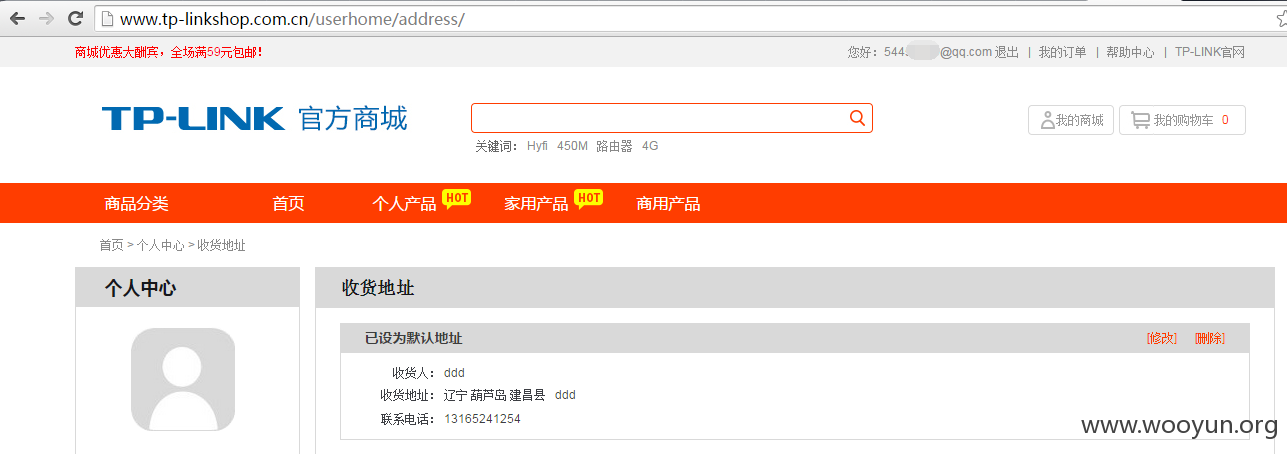 www.tp-linkshop.com.cn/userhome/address/
商城优惠大酬宾，全场满59元包邮！
您好：544. @qq.com 退出 | 我的订单 | 帮助中心 | TP-LINK官网
TP-LINK 官方商城
我的商城
我的购物车 0
关键词： Hyfi 450M 路由器 4G
商品分类 首页 个人产品 HOT 家用产品 HOT 商用产品
首页 > 个人中心 > 收货地址
个人中心
收货地址
已设为默认地址 [修改] [删除]
收货人： ddd
收货地址： 辽宁 葫芦岛 建昌县 ddd
联系电话： 13165241254
www.wooyun.org